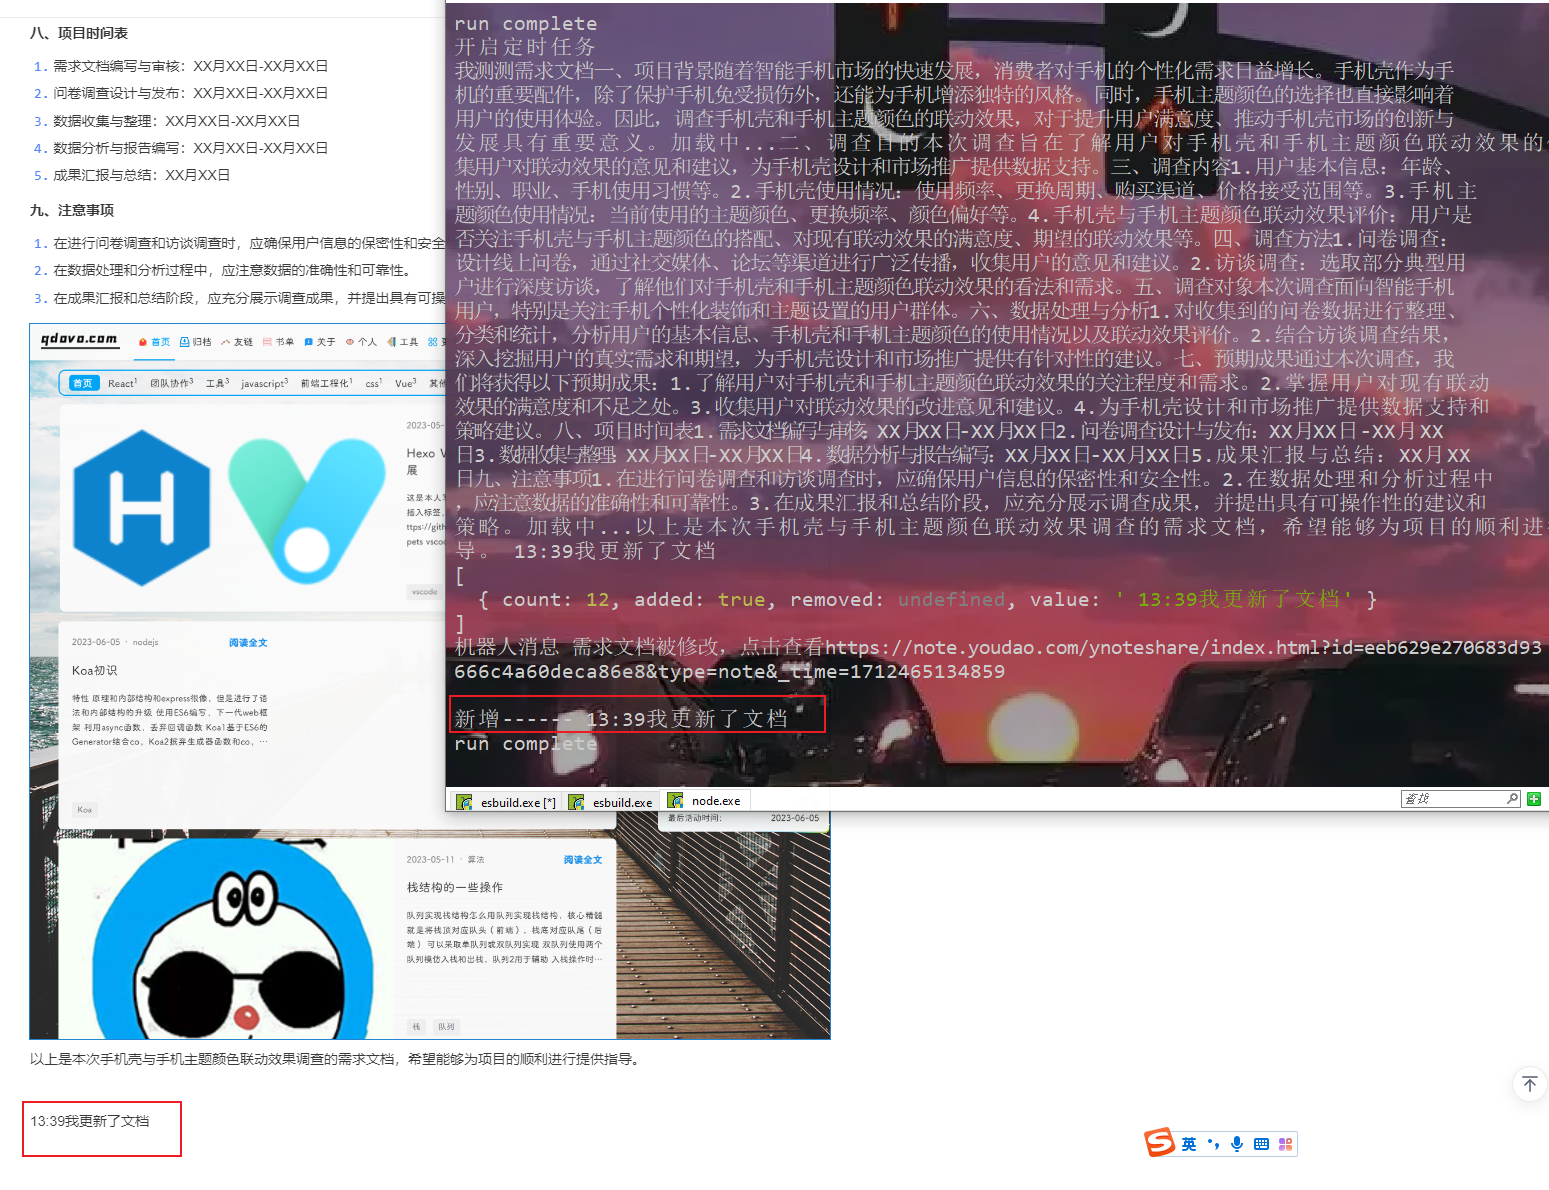 八、项目时间表
1. 需求文档编写与审核：XX月XX日-XX月XX日
2. 问卷调查设计与发布：XX月XX日-XX月XX日
3. 数据收集与整理：XX月XX日-XX月XX日
4. 数据分析与报告编写：XX月XX日-XX月XX日
5. 成果汇报与总结：XX月XX日
九、注意事项
1. 在进行问卷调查和访谈调查时，应确保用户信息的保密性和安全
2. 在数据处理和分析过程中，应注意数据的准确性和可靠性。
3. 在成果汇报和总结阶段，应充分展示调查成果，并提出具有可操
qdovo.com 首页 归档 友链 书单 关于 个人 工具
首页 React1 团队协作3 工具3 javascript3 前端工程化1 css1 Vue3 其他
2023-05-
Hexo V
展
这是本人写
插入标签，
ttps://gith
pets vscod
vscode
2023-06-05 · nodejs 阅读全文
Koa初识
特性 原理和内部结构和express很像，但是进行了语
法和内部结构的升级 使用ES6编写，下一代web框
架 利用async函数，丢弃回调函数 Koa1基于ES6的
Generator结合co，Koa2摒弃生成器函数和co，…
Koa
最后活动时间： 2023-06-05
2023-05-11 · 算法 阅读全文
栈结构的一些操作
队列实现栈结构怎么用队列实现栈结构，核心精髓
就是将栈顶对应队头（前端），栈底对应队尾（后
端） 可以采取单队列或双队列实现 双队列使用两个
队列模仿入栈和出栈，队列2用于辅助 入栈操作时…
栈 队列
以上是本次手机壳与手机主题颜色联动效果调查的需求文档，希望能够为项目的顺利进行提供指导。
13:39我更新了文档
run complete
开启定时任务
我测测需求文档一、项目背景随着智能手机市场的快速发展，消费者对手机的个性化需求日益增长。手机壳作为手
机的重要配件，除了保护手机免受损伤外，还能为手机增添独特的风格。同时，手机主题颜色的选择也直接影响着
用户的使用体验。因此，调查手机壳和手机主题颜色的联动效果，对于提升用户满意度、推动手机壳市场的创新与
发展具有重要意义。加载中...二、调查目的本次调查旨在了解用户对手机壳和手机主题颜色联动效果的
集用户对联动效果的意见和建议，为手机壳设计和市场推广提供数据支持。三、调查内容1.用户基本信息：年龄、
性别、职业、手机使用习惯等。2.手机壳使用情况：使用频率、更换周期、购买渠道、价格接受范围等。3.手机主
题颜色使用情况：当前使用的主题颜色、更换频率、颜色偏好等。4.手机壳与手机主题颜色联动效果评价：用户是
否关注手机壳与手机主题颜色的搭配、对现有联动效果的满意度、期望的联动效果等。四、调查方法1.问卷调查：
设计线上问卷，通过社交媒体、论坛等渠道进行广泛传播，收集用户的意见和建议。2.访谈调查：选取部分典型用
户进行深度访谈，了解他们对手机壳和手机主题颜色联动效果的看法和需求。五、调查对象本次调查面向智能手机
用户，特别是关注手机个性化装饰和主题设置的用户群体。六、数据处理与分析1.对收集到的问卷数据进行整理、
分类和统计，分析用户的基本信息、手机壳和手机主题颜色的使用情况以及联动效果评价。2.结合访谈调查结果，
深入挖掘用户的真实需求和期望，为手机壳设计和市场推广提供有针对性的建议。七、预期成果通过本次调查，我
们将获得以下预期成果：1.了解用户对手机壳和手机主题颜色联动效果的关注程度和需求。2.掌握用户对现有联动
效果的满意度和不足之处。3.收集用户对联动效果的改进意见和建议。4.为手机壳设计和市场推广提供数据支持和
策略建议。八、项目时间表1.需求文档编写与审核：XX月XX日-XX月XX日2.问卷调查设计与发布：XX月XX日-XX月XX
日3.数据收集与整理：XX月XX日-XX月XX日4.数据分析与报告编写：XX月XX日-XX月XX日5.成果汇报与总结：XX月XX
日九、注意事项1.在进行问卷调查和访谈调查时，应确保用户信息的保密性和安全性。2.在数据处理和分析过程中
，应注意数据的准确性和可靠性。3.在成果汇报和总结阶段，应充分展示调查成果，并提出具有可操作性的建议和
策略。加载中...以上是本次手机壳与手机主题颜色联动效果调查的需求文档，希望能够为项目的顺利进
导。 13:39我更新了文档
[
{ count: 12, added: true, removed: undefined, value: ' 13:39我更新了文档' }
]
机器人消息 需求文档被修改，点击查看https://note.youdao.com/ynoteshare/index.html?id=eeb629e270683d93
666c4a60deca86e8&type=note&_time=1712465134859
新增------ 13:39我更新了文档
run complete
esbuild.exe [*] esbuild.exe node.exe
查找
英